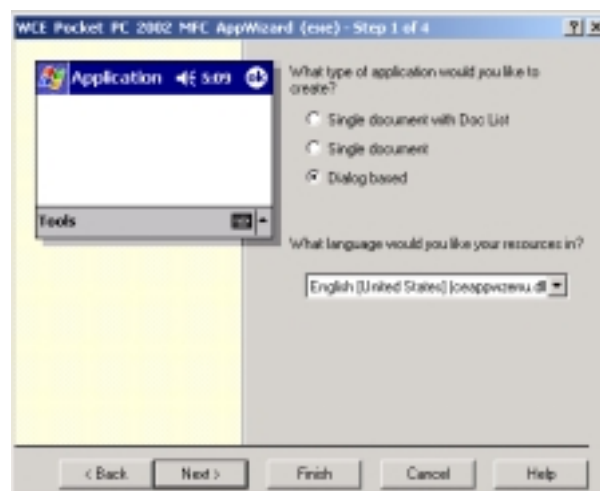 WCE Pocket PC 2002 MFC AppWizard (exe) - Step 1 of 4
Application 5:09 ok
What type of application would you like to
create?
Single document with Doc List
Single document
Dialog based
Tools
What language would you like your resources in?
English [United States] (ceappwzenu.dl
< Back Next > Finish Cancel Help